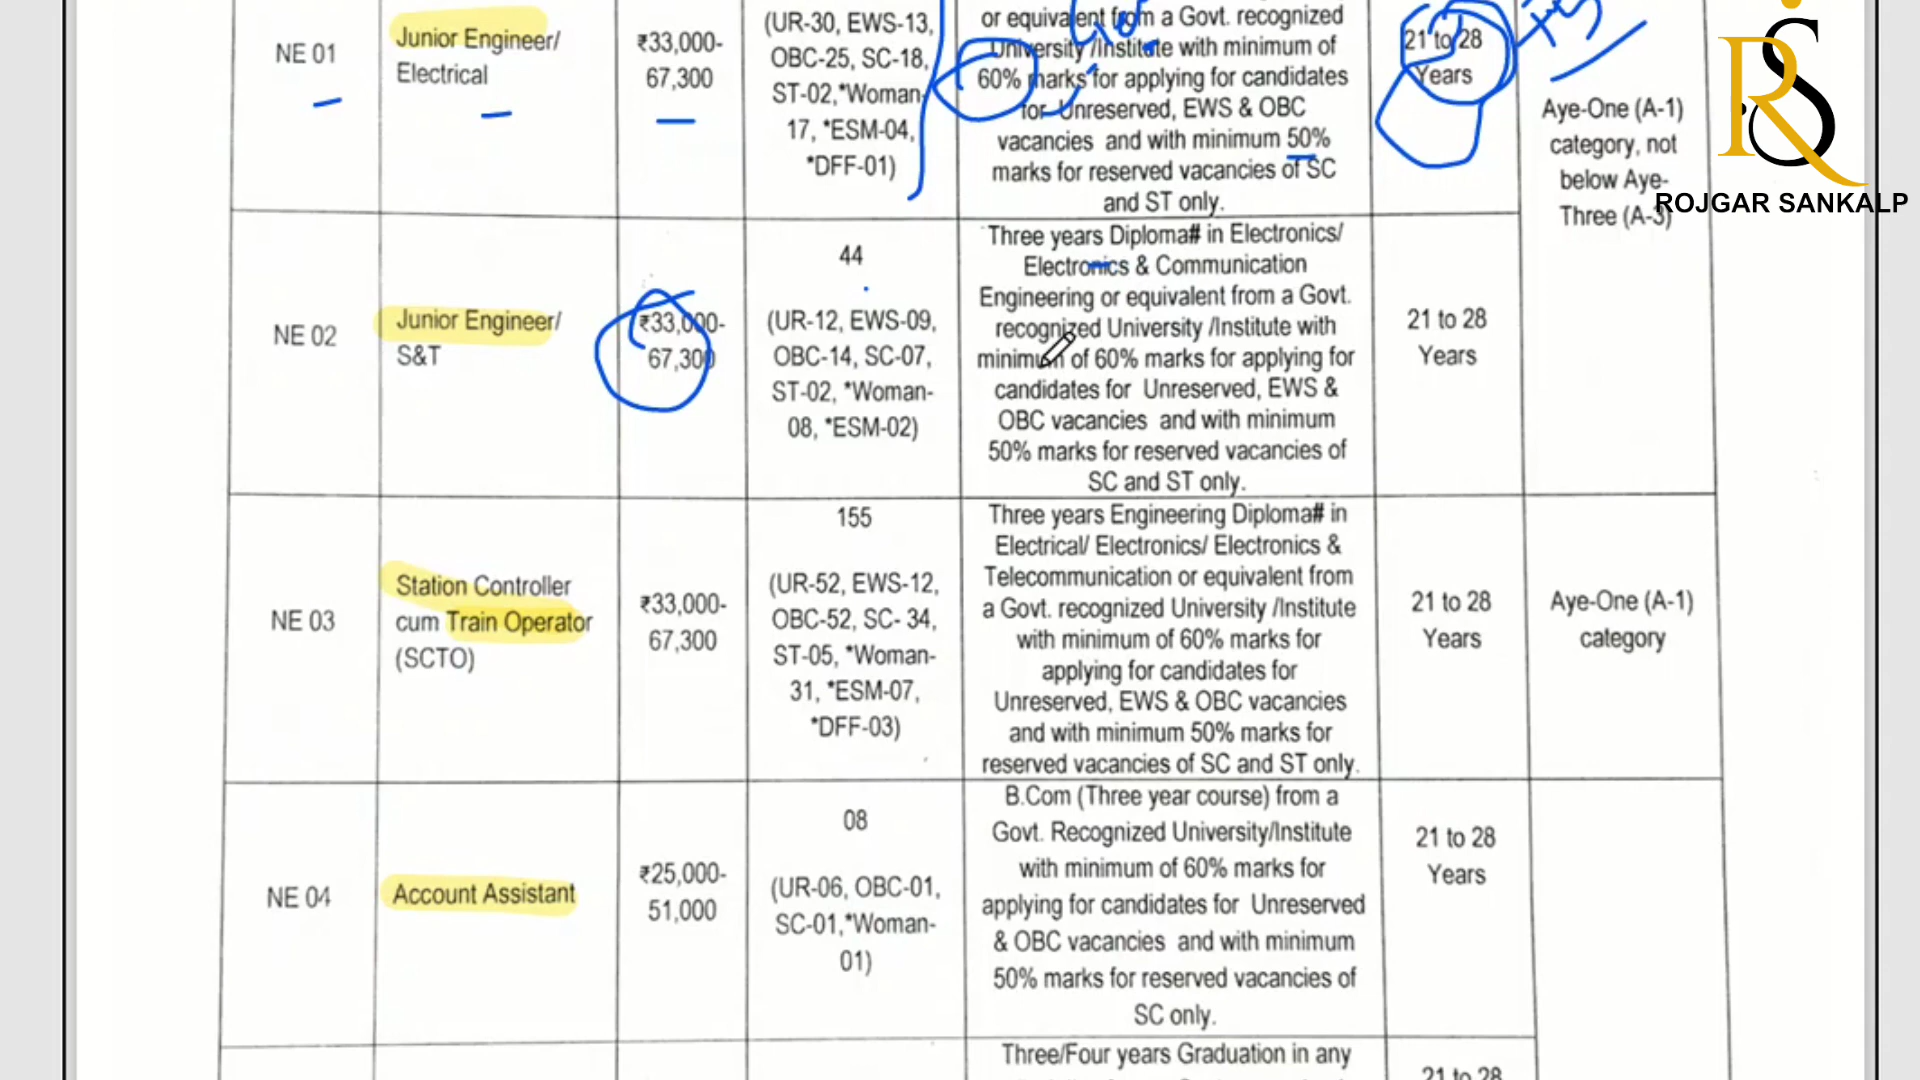 NE 01
Junior Engineer/
Electrical
₹33,000-
67,300
(UR-30, EWS-13,
OBC-25, SC-18,
ST-02,*Woman-
17, *ESM-04,
*DFF-01)
or equivalent from a Govt. recognized
University /Institute with minimum of
60% marks for applying for candidates
for Unreserved, EWS & OBC
vacancies and with minimum 50%
marks for reserved vacancies of SC
and ST only.
21 to 28
Years
Aye-One (A-1)
category, not
below Aye-
Three (A-3)
RS
ROJGAR SANKALP
NE 02
Junior Engineer/
S&T
₹33,000-
67,300
44
(UR-12, EWS-09,
OBC-14, SC-07,
ST-02, *Woman-
08, *ESM-02)
Three years Diploma# in Electronics/
Electronics & Communication
Engineering or equivalent from a Govt.
recognized University /Institute with
minimum of 60% marks for applying for
candidates for Unreserved, EWS &
OBC vacancies and with minimum
50% marks for reserved vacancies of
SC and ST only.
21 to 28
Years
NE 03
Station Controller
cum Train Operator
(SCTO)
₹33,000-
67,300
155
(UR-52, EWS-12,
OBC-52, SC- 34,
ST-05, *Woman-
31, *ESM-07,
*DFF-03)
Three years Engineering Diploma# in
Electrical/ Electronics/ Electronics &
Telecommunication or equivalent from
a Govt. recognized University /Institute
with minimum of 60% marks for
applying for candidates for
Unreserved, EWS & OBC vacancies
and with minimum 50% marks for
reserved vacancies of SC and ST only.
21 to 28
Years
Aye-One (A-1)
category
NE 04
Account Assistant
₹25,000-
51,000
08
(UR-06, OBC-01,
SC-01,*Woman-
01)
B.Com (Three year course) from a
Govt. Recognized University/Institute
with minimum of 60% marks for
applying for candidates for Unreserved
& OBC vacancies and with minimum
50% marks for reserved vacancies of
SC only.
21 to 28
Years
Three/Four years Graduation in any
21 to 28